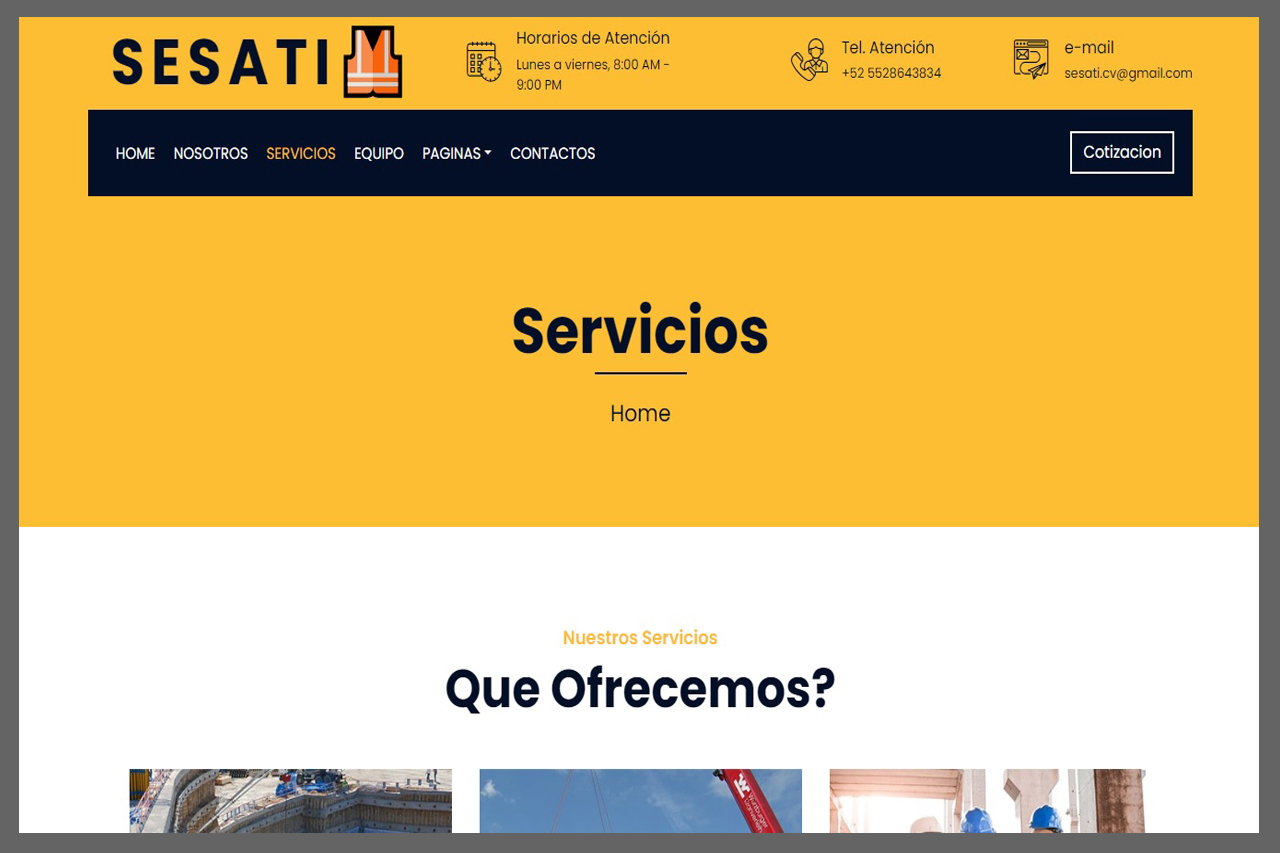 SESATI
Horarios de Atención
Lunes a viernes, 8:00 AM -
9:00 PM
Tel. Atención
+52 5528643834
e-mail
sesati.cv@gmail.com
HOME NOSOTROS SERVICIOS EQUIPO PAGINAS CONTACTOS
Cotizacion
Servicios
Home
Nuestros Servicios
Que Ofrecemos?